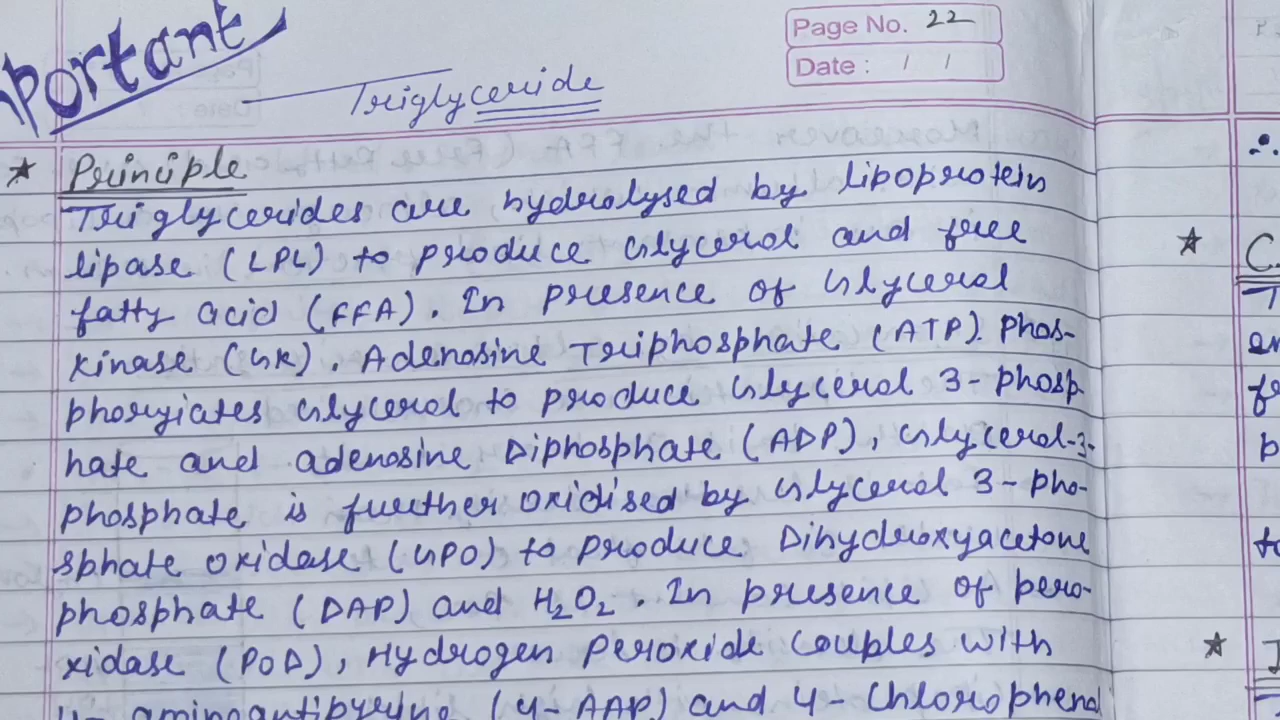 portant
Page No. 22
Date :
Triglyceride
Principle
Triglycerides are hydrolysed by lipoprotein
lipase (LPL) to produce Glycerol and free
fatty acid (FFA). In presence of Glycerol
kinase (GK). Adenosine Triphosphate (ATP). Phos-
phoryiates Glycerol to produce Glycerol 3-phosp
hate and adenosine Diphosphate (ADP), Glycerol-3-
phosphate is further oxidised by Glycerol 3-pho-
sphate oxidase (GPO) to produce Dihydroxyacetone
phosphate (DAP) and H₂O₂. In presence of pero-
xidase (POD), Hydrogen Peroxide couples with
4- aminoantipyrine (4-AAP) and 4-Chlorophenol